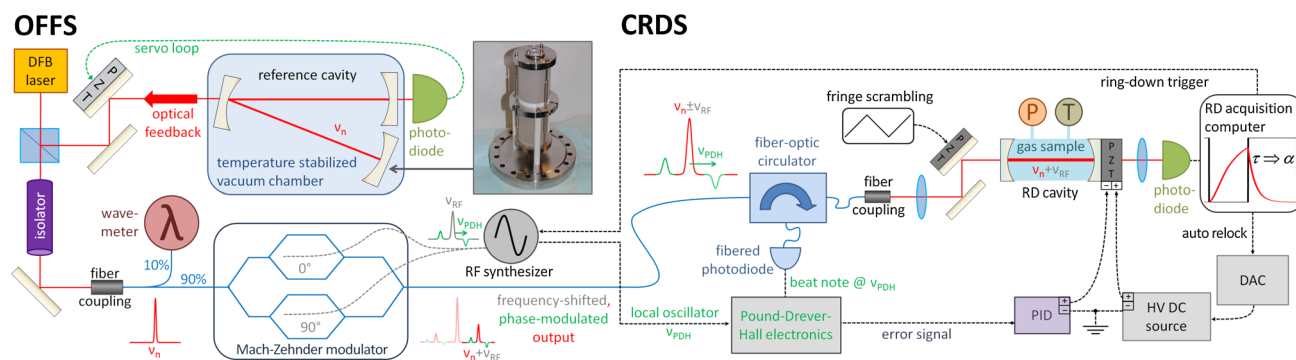 OFFS
CRDS
DFB
laser
servo loop
PZT
optical
feedback
reference cavity
νn
temperature stabilized
vacuum chamber
photo-
diode
isolator
wave-
meter
λ
10%
90%
fiber
coupling
νn
0°
90°
Mach-Zehnder modulator
νRF
νPDH
RF synthesizer
frequency-shifted,
phase-modulated
output
νn+νRF
νn±νRF
νPDH
fiber-optic
circulator
fringe scrambling
PZT
fiber
coupling
fibered
photodiode
beat note @ νPDH
local oscillator
νPDH
Pound-Drever-
Hall electronics
error signal
P
T
gas sample
νn+νRF
RD cavity
PZT
− +
photo-
diode
ring-down trigger
RD acquisition
computer
τ ⇒ α
auto relock
DAC
HV DC
source
+
−
PID
+
−